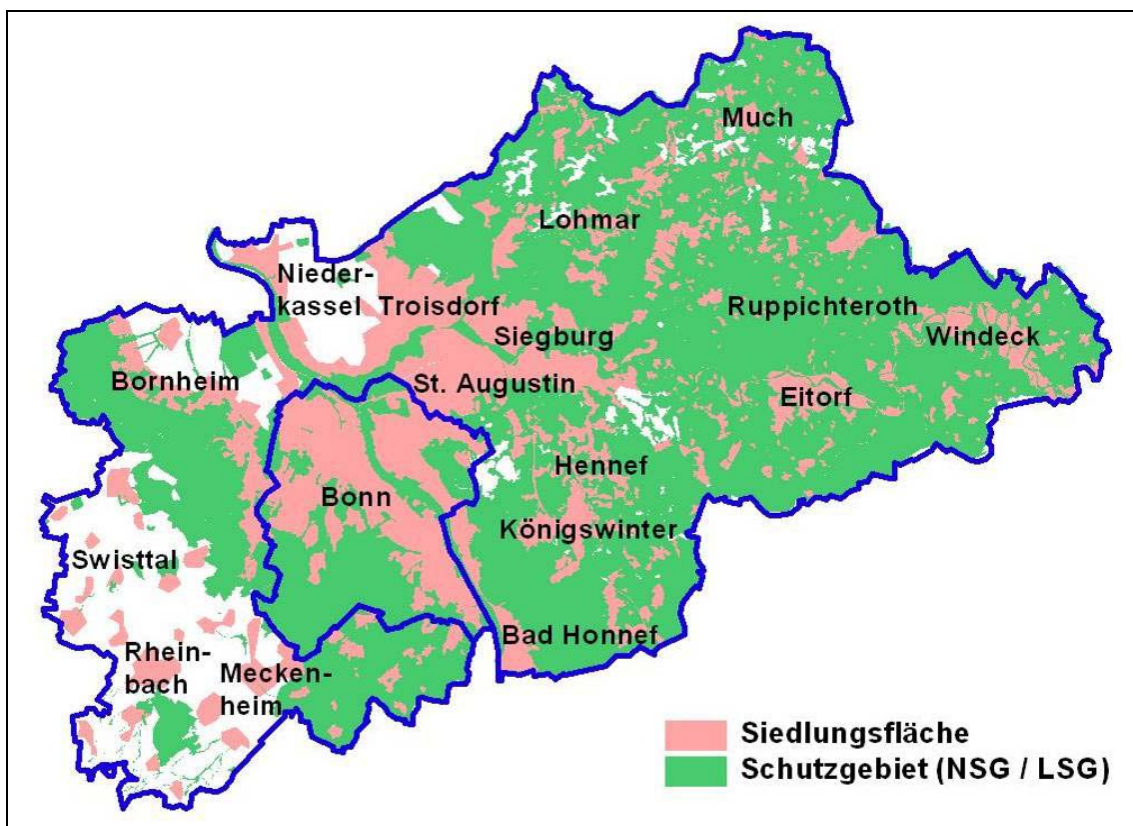 Much
Lohmar
Nieder-
kassel
Troisdorf
Ruppichteroth
Siegburg
Windeck
Bornheim
St. Augustin
Eitorf
Hennef
Bonn
Königswinter
Swisttal
Bad Honnef
Rhein-
bach
Mecken-
heim
Siedlungsfläche
Schutzgebiet (NSG / LSG)